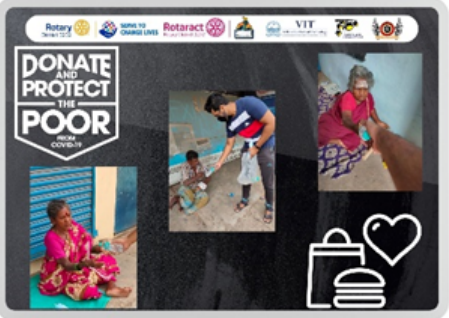 Rotary
SERVE TO
CHANGE LIVES
Rotaract
VIT
DONATE
AND
PROTECT
THE
POOR
FROM
COVID-19